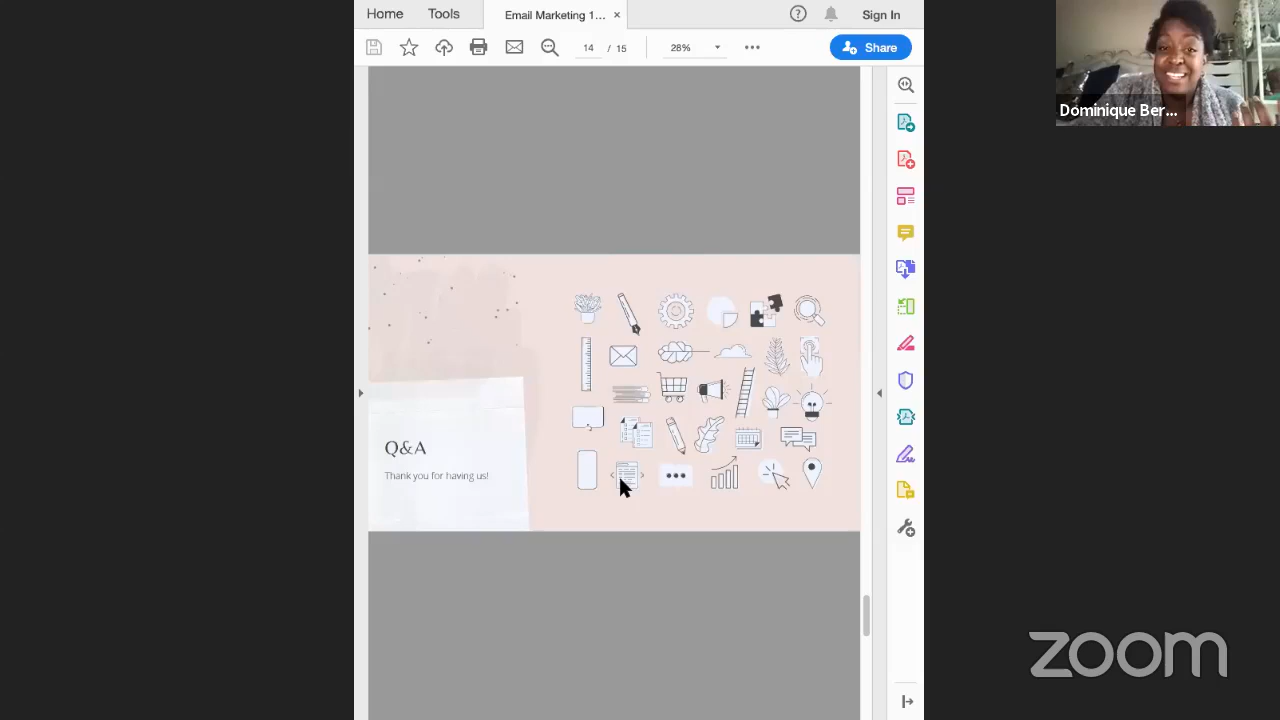 Home
Tools
Email Marketing 1...
×
Sign In
14 / 15
28%
Share
Dominique Ber...
Q&A
Thank you for having us!
zoom